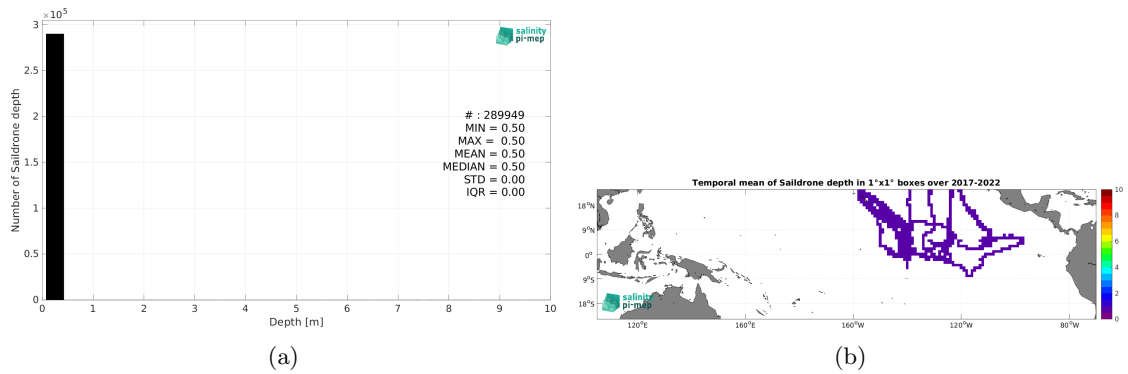 ×10⁵
3
2.5
2
1.5
1
0.5
0
Number of Saildrone depth
salinity
pi-mep
# : 289949
MIN = 0.50
MAX = 0.50
MEAN = 0.50
MEDIAN = 0.50
STD = 0.00
IQR = 0.00
0 1 2 3 4 5 6 7 8 9 10
Depth [m]
(a)
Temporal mean of Saildrone depth in 1°x1° boxes over 2017-2022
18°N
9°N
0°
9°S
18°S
salinity
pi-mep
120°E 160°E 160°W 120°W 80°W
10
8
6
4
2
0
(b)